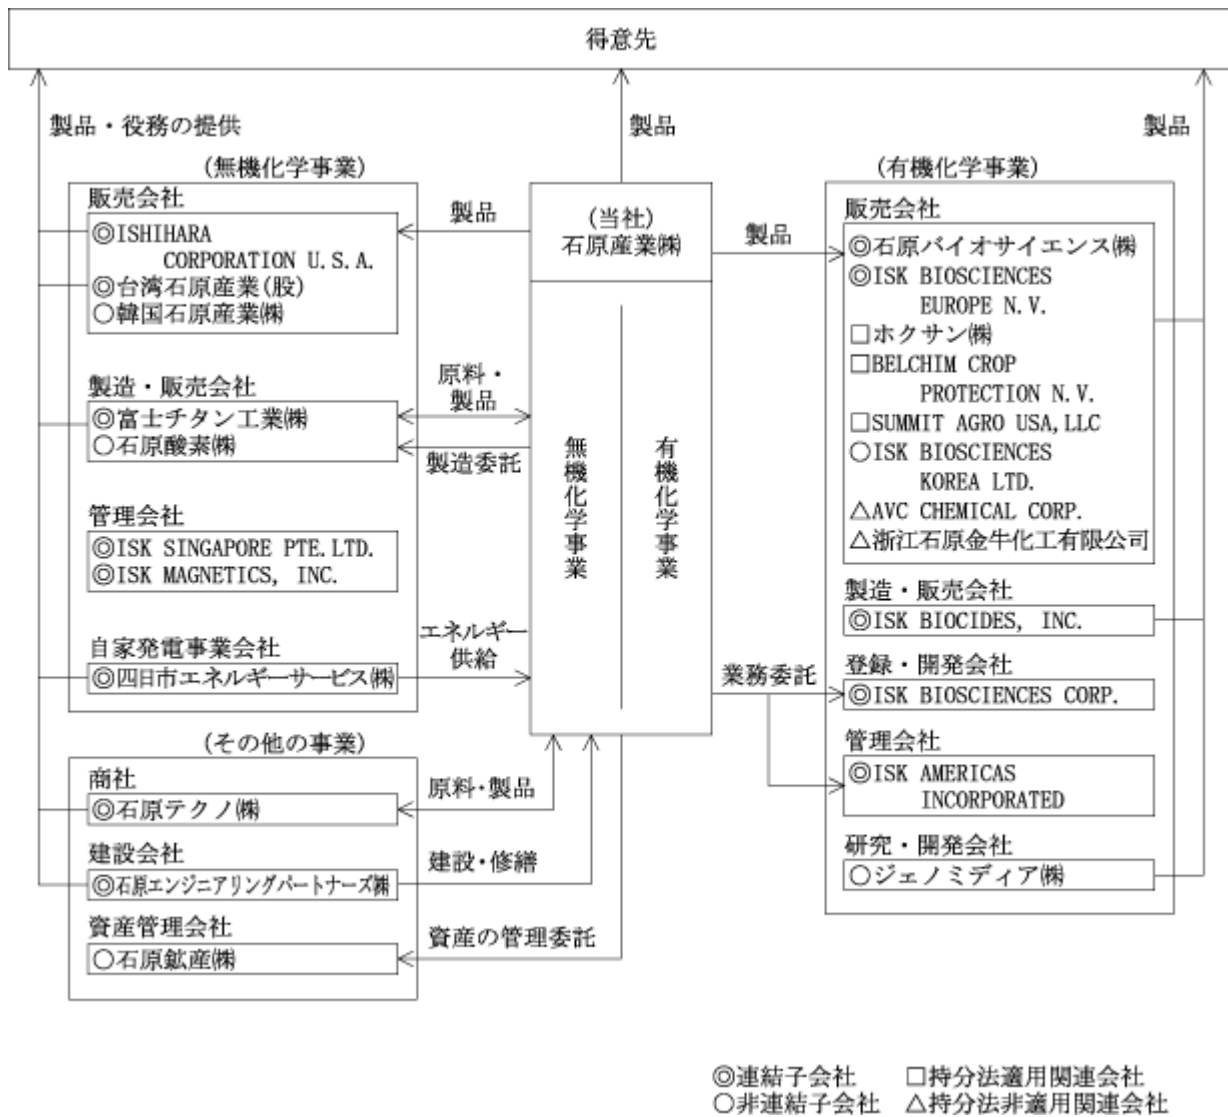 得意先
製品・役務の提供
製品
製品
(無機化学事業)
販売会社
◎ISHIHARA
CORPORATION U.S.A.
◎台湾石原産業(股)
○韓国石原産業㈱
製造・販売会社
◎富士チタン工業㈱
○石原酸素㈱
管理会社
◎ISK SINGAPORE PTE.LTD.
◎ISK MAGNETICS, INC.
自家発電事業会社
◎四日市エネルギーサービス㈱
(その他の事業)
商社
◎石原テクノ㈱
建設会社
◎石原エンジニアリングパートナーズ㈱
資産管理会社
○石原鉱産㈱
製品
原料・
製品
製造委託
エネルギー
供給
原料・製品
建設・修繕
資産の管理委託
(当社)
石原産業㈱
無機化学事業
有機化学事業
製品
業務委託
(有機化学事業)
販売会社
◎石原バイオサイエンス㈱
◎ISK BIOSCIENCES
EUROPE N.V.
□ホクサン㈱
□BELCHIM CROP
PROTECTION N.V.
□SUMMIT AGRO USA,LLC
○ISK BIOSCIENCES
KOREA LTD.
△AVC CHEMICAL CORP.
△浙江石原金牛化工有限公司
製造・販売会社
◎ISK BIOCIDES, INC.
登録・開発会社
◎ISK BIOSCIENCES CORP.
管理会社
◎ISK AMERICAS
INCORPORATED
研究・開発会社
○ジェノミディア㈱
◎連結子会社　□持分法適用関連会社
○非連結子会社　△持分法非適用関連会社